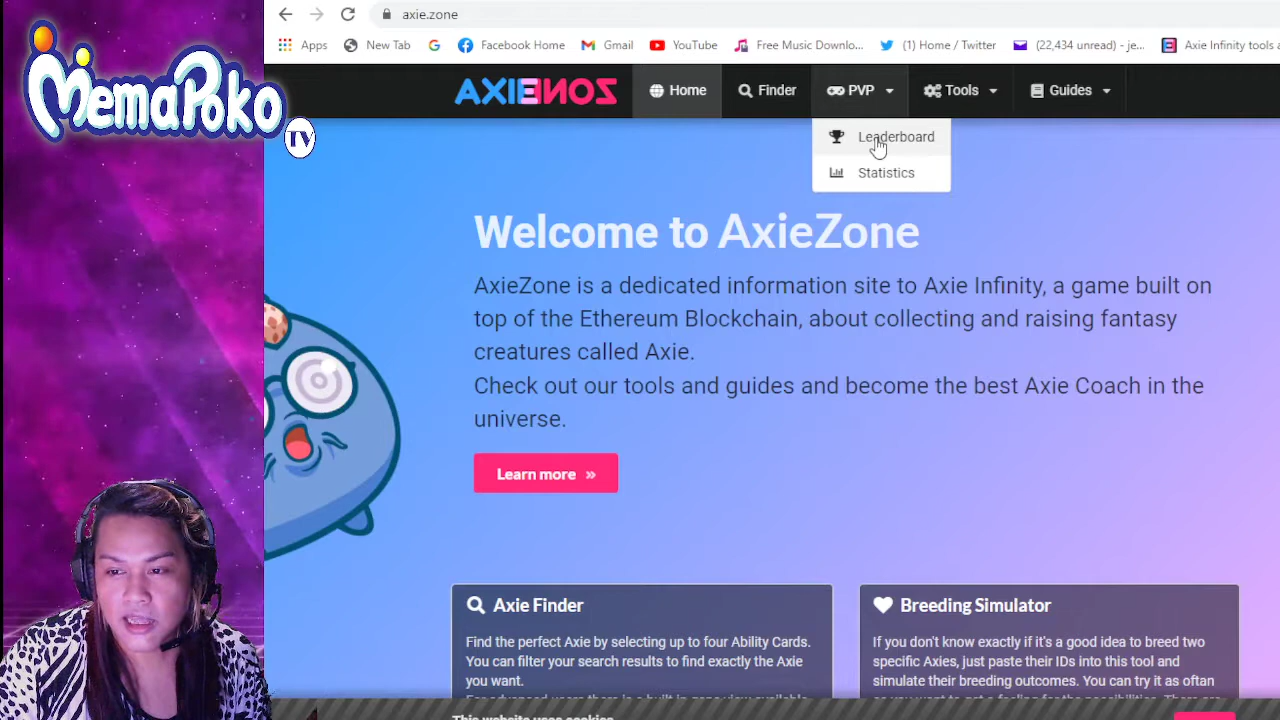 axie.zone
Apps New Tab Facebook Home Gmail YouTube Free Music Downlo... (1) Home / Twitter (22,434 unread) - je... Axie Infinity tools a
MemaPoko
TV
AXIEZONE Home Finder PVP Tools Guides
Leaderboard
Statistics
Welcome to AxieZone
AxieZone is a dedicated information site to Axie Infinity, a game built on
top of the Ethereum Blockchain, about collecting and raising fantasy
creatures called Axie.
Check out our tools and guides and become the best Axie Coach in the
universe.
Learn more »
Axie Finder
Find the perfect Axie by selecting up to four Ability Cards.
You can filter your search results to find exactly the Axie
you want.
Breeding Simulator
If you don't know exactly if it's a good idea to breed two
specific Axies, just paste their IDs into this tool and
simulate their breeding outcomes. You can try it as often
This website uses cookies